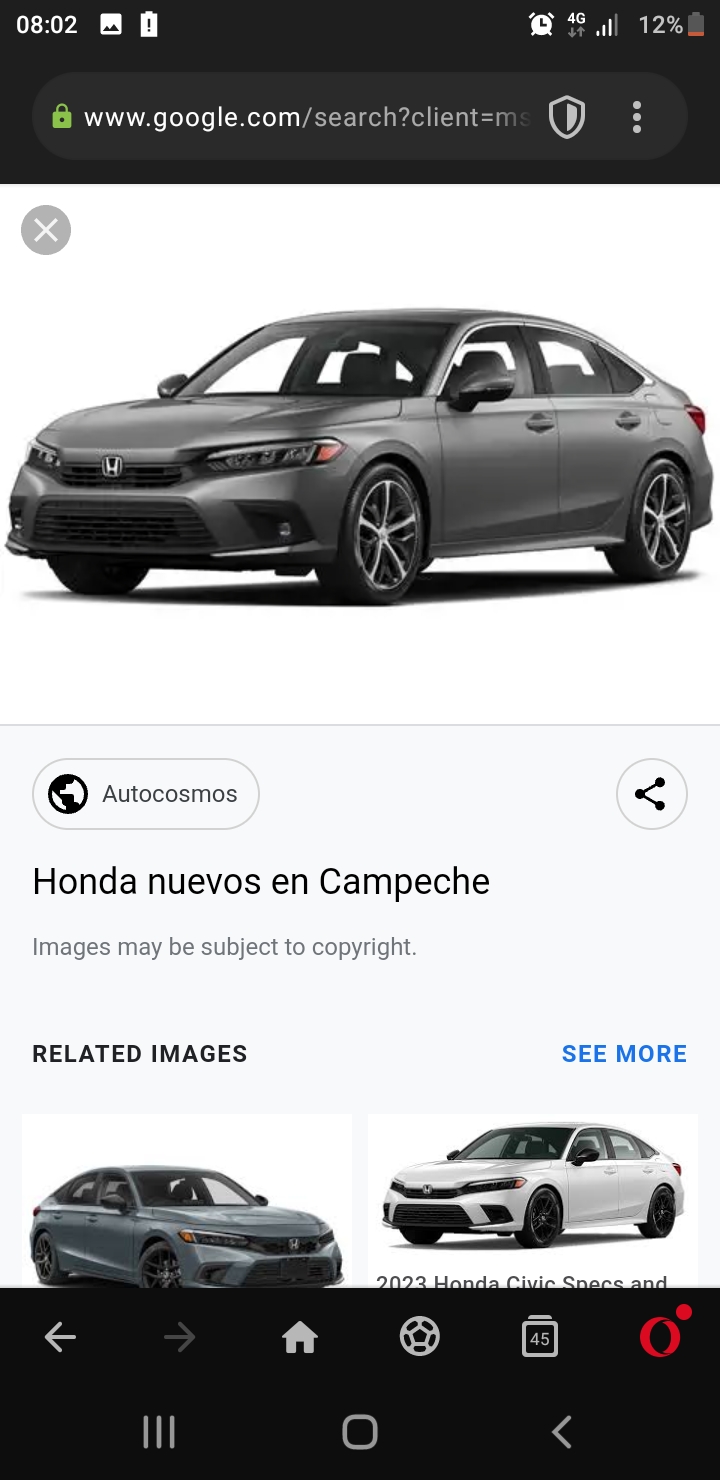 08:02
4G
12%
www.google.com/search?client=ms
Autocosmos
Honda nuevos en Campeche
Images may be subject to copyright.
RELATED IMAGES
SEE MORE
2023 Honda Civic Specs and
45